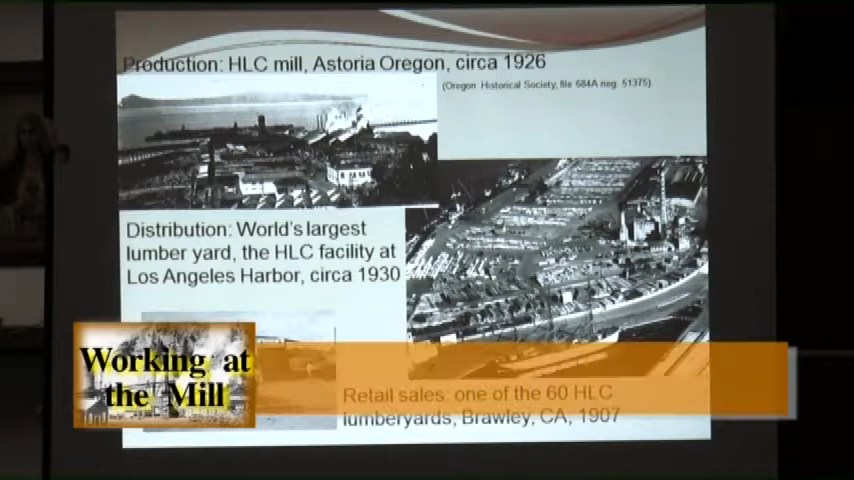 Production: HLC mill, Astoria Oregon, circa 1926
(Oregon Historical Society, file 684A neg. 51375)
Distribution: World's largest
lumber yard, the HLC facility at
Los Angeles Harbor, circa 1930
Working at
the Mill
Retail sales: one of the 60 HLC
lumberyards, Brawley, CA, 1907